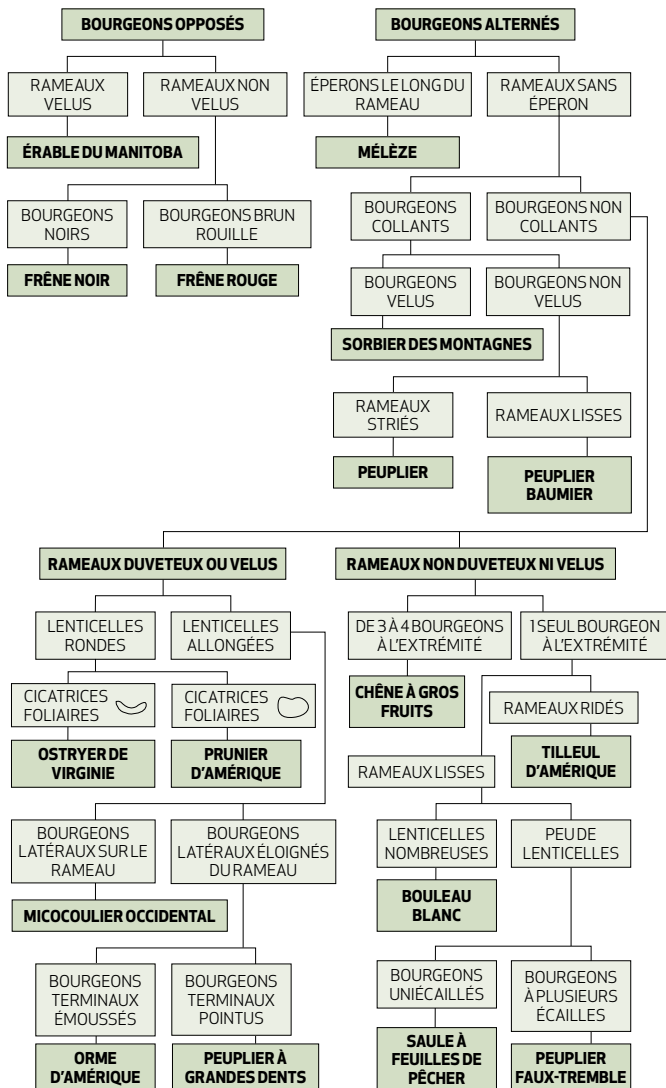 BOURGEONS OPPOSÉS
RAMEAUX
VELUS
RAMEAUX NON
VELUS
ÉRABLE DU MANITOBA
BOURGEONS
NOIRS
BOURGEONS BRUN
ROUILLE
FRÊNE NOIR
FRÊNE ROUGE
BOURGEONS ALTERNÉS
ÉPERONS LE LONG DU
RAMEAU
RAMEAUX SANS
ÉPERON
MÉLÈZE
BOURGEONS
COLLANTS
BOURGEONS NON
COLLANTS
BOURGEONS
VELUS
BOURGEONS NON
VELUS
SORBIER DES MONTAGNES
RAMEAUX
STRIÉS
RAMEAUX LISSES
PEUPLIER
PEUPLIER
BAUMIER
RAMEAUX DUVETEUX OU VELUS
LENTICELLES
RONDES
LENTICELLES
ALLONGÉES
CICATRICES
FOLIAIRES
CICATRICES
FOLIAIRES
OSTRYER DE
VIRGINIE
PRUNIER
D'AMÉRIQUE
BOURGEONS
LATÉRAUX SUR LE
RAMEAU
BOURGEONS
LATÉRAUX ÉLOIGNÉS
DU RAMEAU
MICOCOULIER OCCIDENTAL
BOURGEONS
TERMINAUX
ÉMOUSSÉS
BOURGEONS
TERMINAUX
POINTUS
ORME
D'AMÉRIQUE
PEUPLIER À
GRANDES DENTS
RAMEAUX NON DUVETEUX NI VELUS
DE 3 À 4 BOURGEONS
À L'EXTRÉMITÉ
1 SEUL BOURGEON
À L'EXTRÉMITÉ
CHÊNE À GROS
FRUITS
RAMEAUX RIDÉS
TILLEUL
D'AMÉRIQUE
RAMEAUX LISSES
LENTICELLES
NOMBREUSES
PEU DE
LENTICELLES
BOULEAU
BLANC
BOURGEONS
UNIÉCAILLÉS
BOURGEONS
À PLUSIEURS
ÉCAILLES
SAULE À
FEUILLES DE
PÊCHER
PEUPLIER
FAUX-TREMBLE